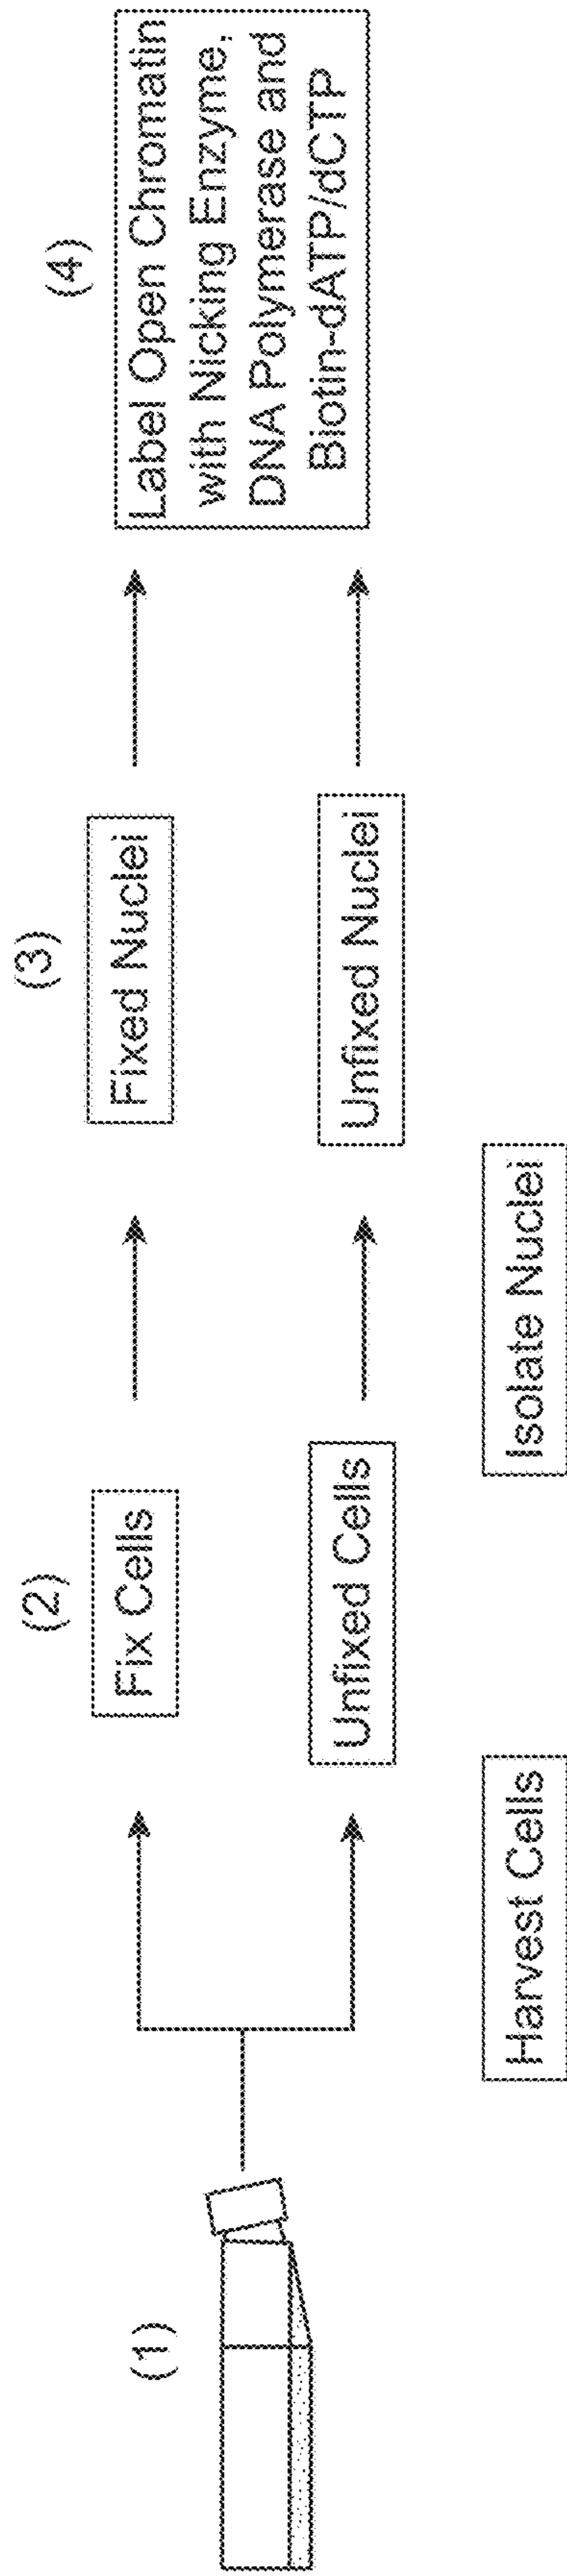 (1)
(2)
(3)
(4)
Fix Cells
Fixed Nuclei
Label Open Chromatin
with Nicking Enzyme,
DNA Polymerase and
Biotin-dATP/dCTP
Unfixed Cells
Unfixed Nuclei
Harvest Cells
Isolate Nuclei